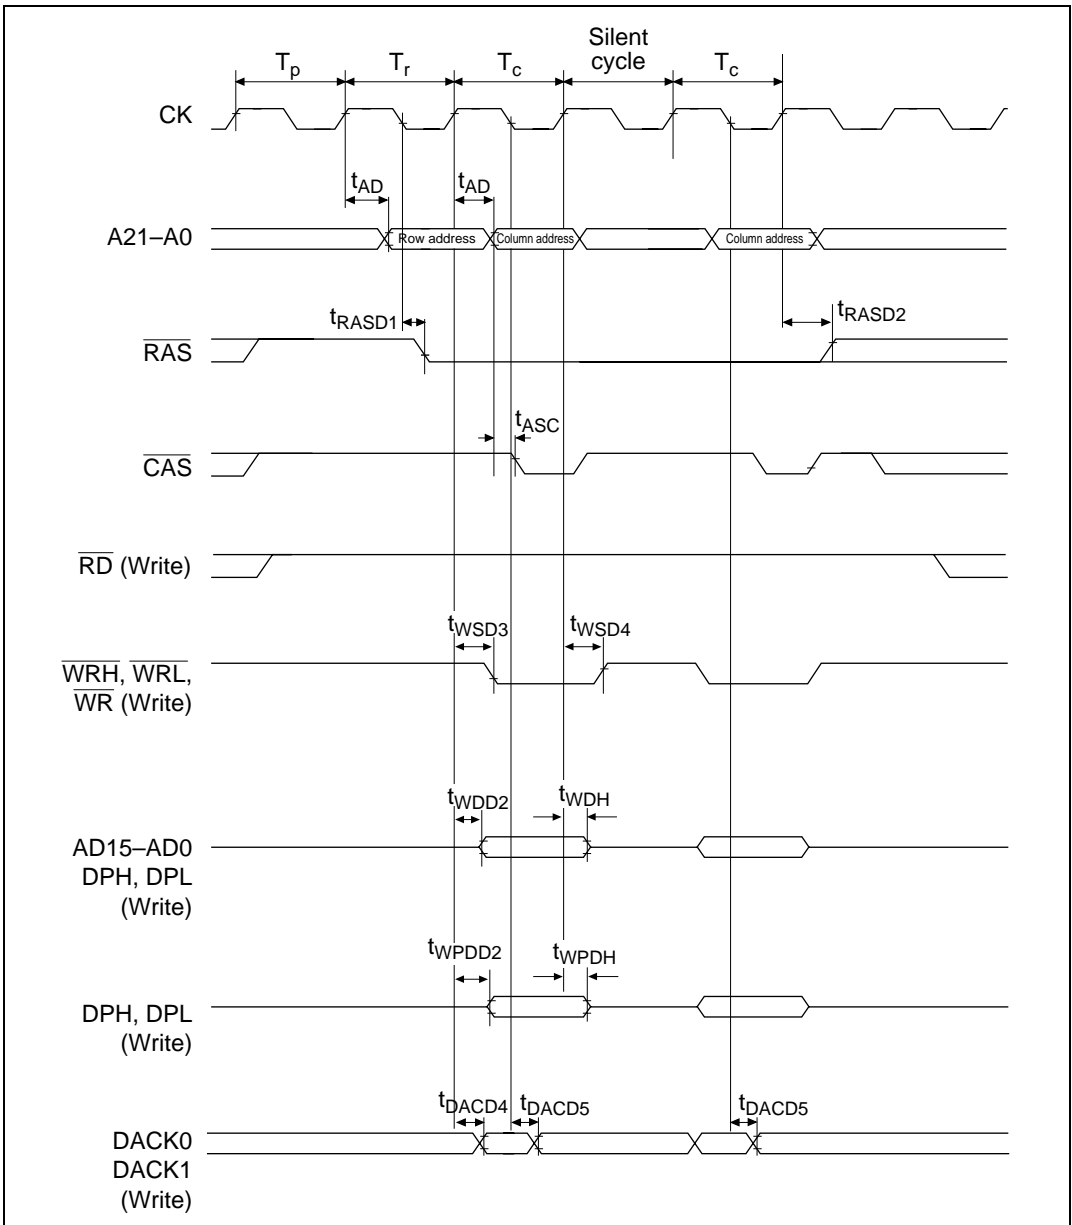 Silent
cycle
Tp Tr Tc Tc
CK
tAD tAD
A21–A0 Row address Column address Column address
tRASD1 tRASD2
RAS
tASC
CAS
RD (Write)
tWSD3 tWSD4
WRH, WRL,
WR (Write)
tWDD2 tWDH
AD15–AD0
DPH, DPL
(Write)
tWPDD2 tWPDH
DPH, DPL
(Write)
tDACD4 tDACD5 tDACD5
DACK0
DACK1
(Write)